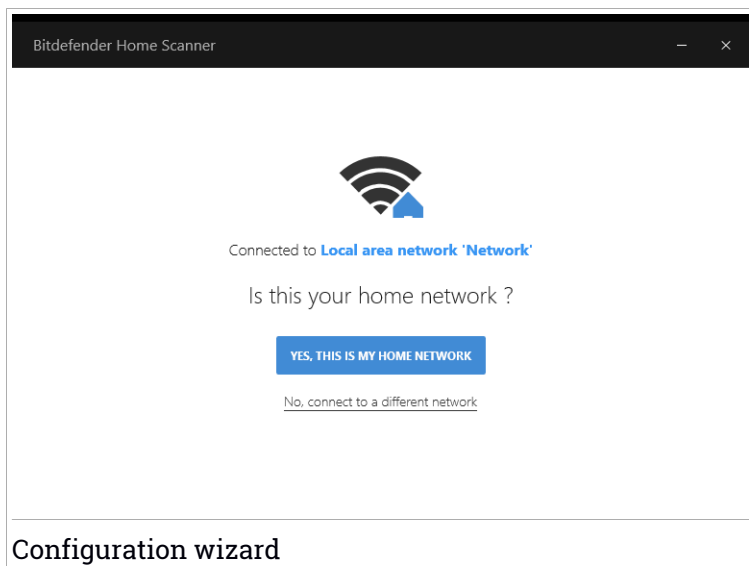 Bitdefender Home Scanner
Connected to Local area network 'Network'
Is this your home network ?
YES, THIS IS MY HOME NETWORK
No, connect to a different network
Configuration wizard